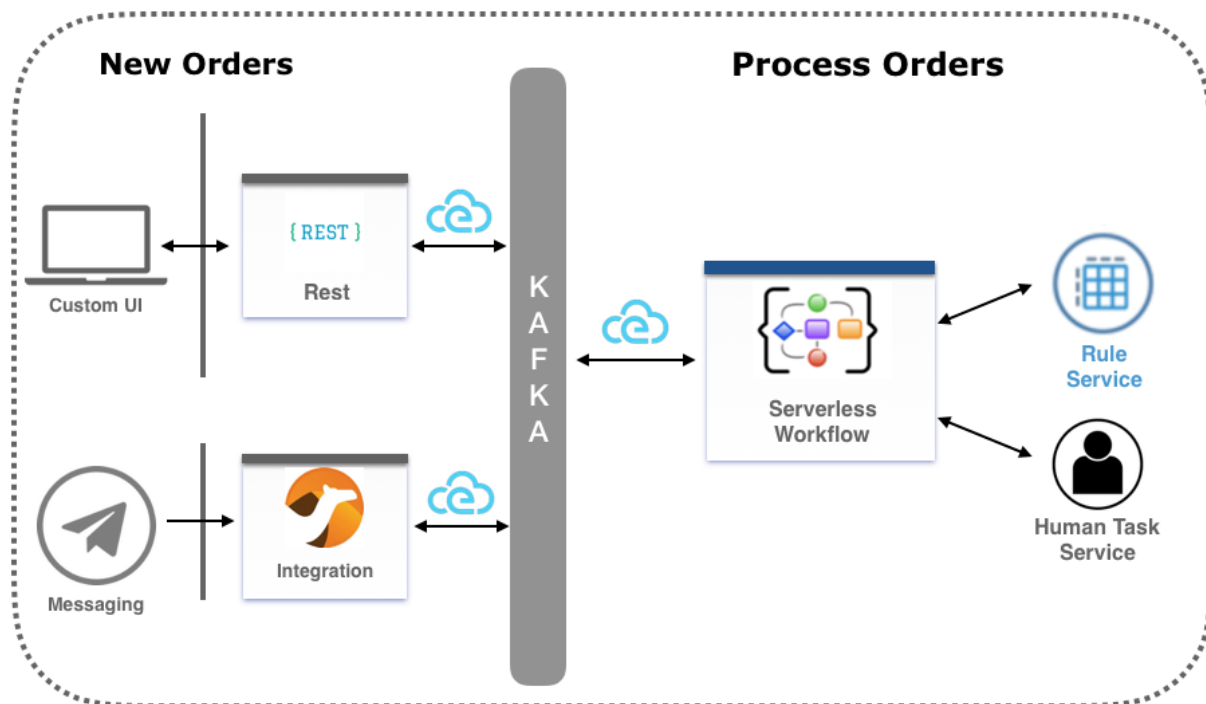 New Orders
Process Orders
{ REST }
Rest
Custom UI
K
A
F
K
A
e
e
e
Serverless
Workflow
Rule
Service
Integration
Messaging
Human Task
Service